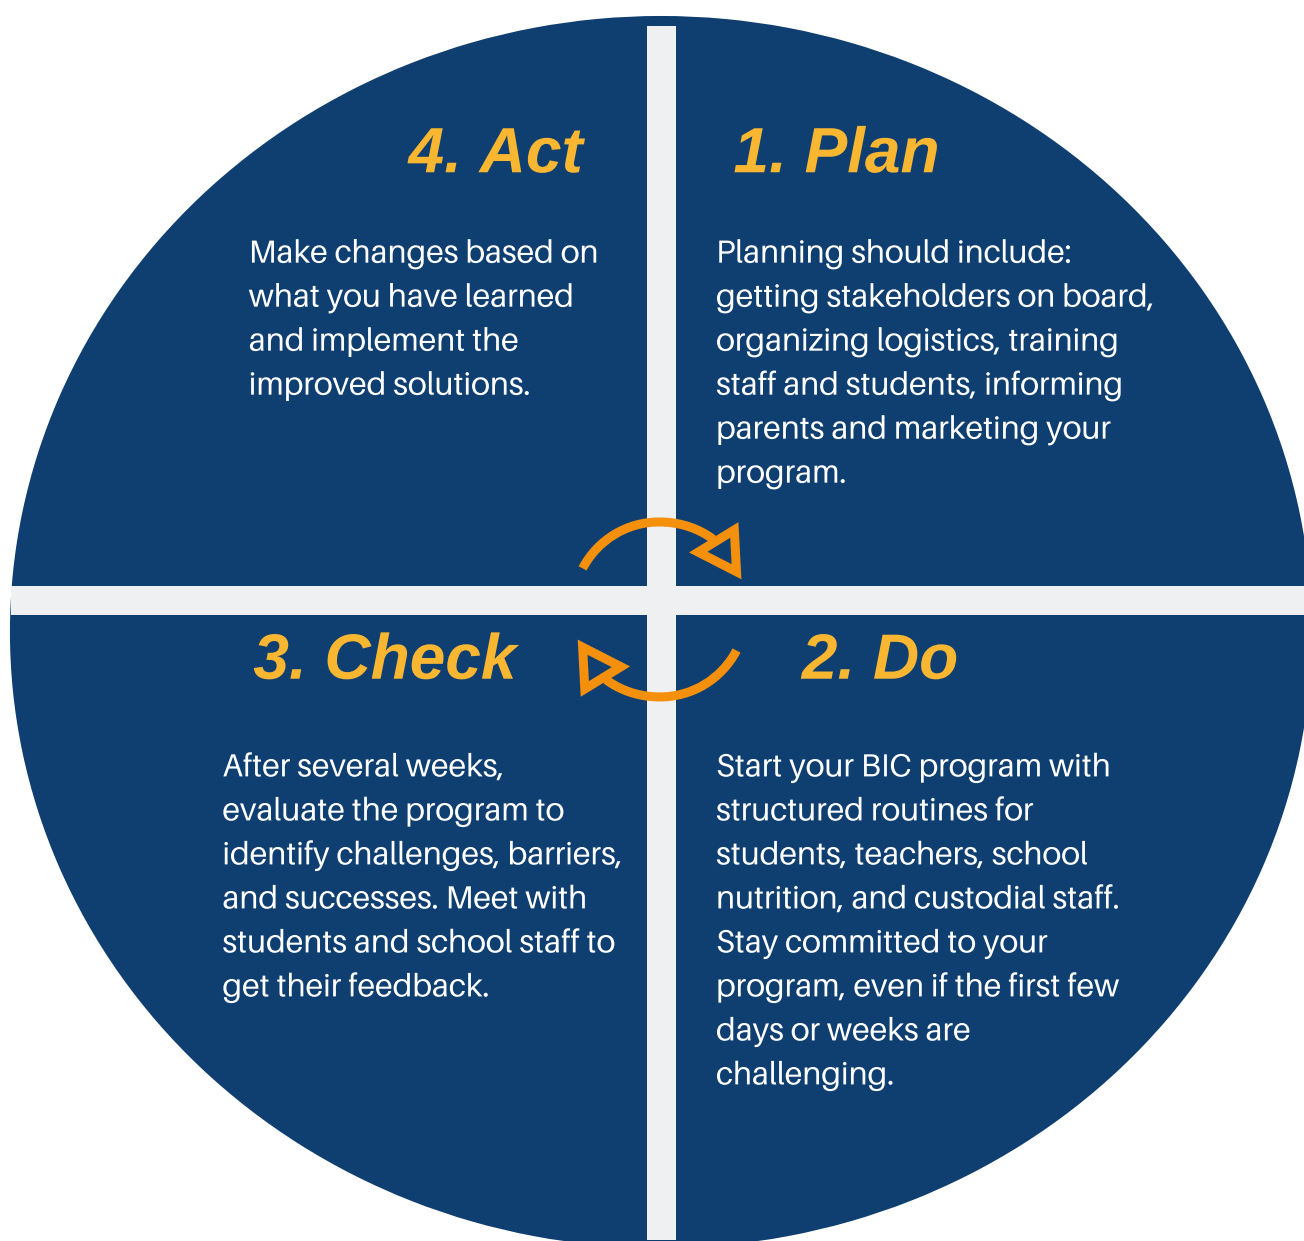 4. Act
Make changes based on
what you have learned
and implement the
improved solutions.
1. Plan
Planning should include:
getting stakeholders on board,
organizing logistics, training
staff and students, informing
parents and marketing your
program.
3. Check
After several weeks,
evaluate the program to
identify challenges, barriers,
and successes. Meet with
students and school staff to
get their feedback.
2. Do
Start your BIC program with
structured routines for
students, teachers, school
nutrition, and custodial staff.
Stay committed to your
program, even if the first few
days or weeks are
challenging.